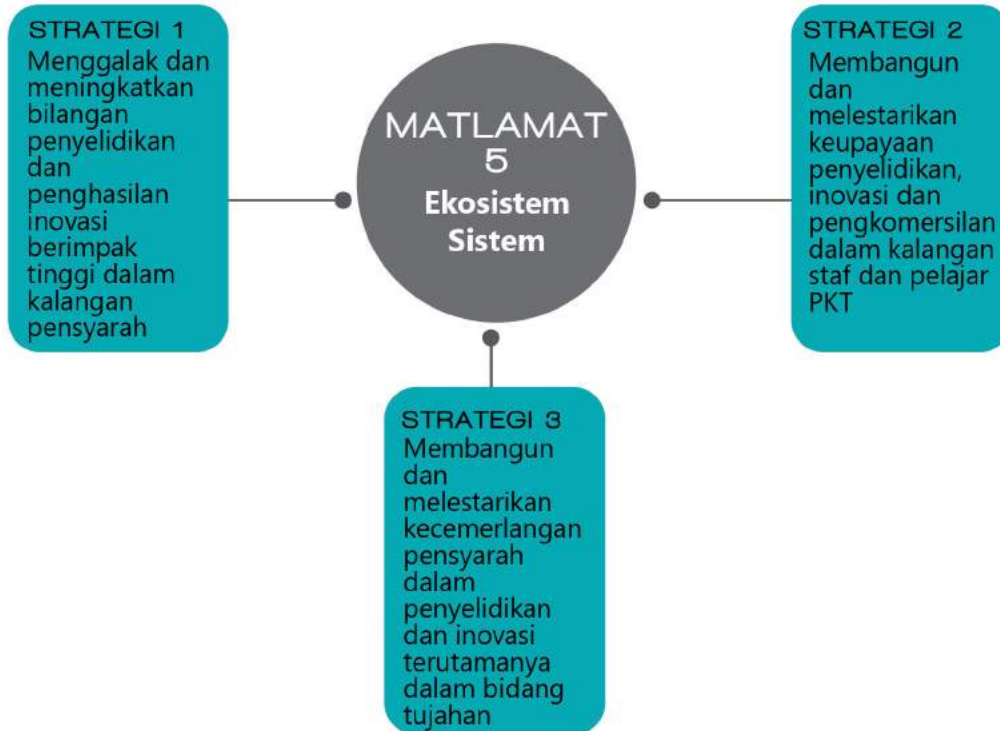 STRATEGI 1
Menggalak dan
meningkatkan
bilangan
penyelidikan
dan
penghasilan
inovasi
berimpak
tinggi dalam
kalangan
pensyarah
MATLAMAT
5
Ekosistem
Sistem
STRATEGI 2
Membangun
dan
melestarikan
keupayaan
penyelidikan,
inovasi dan
pengkomersilan
dalam kalangan
staf dan pelajar
PKT
STRATEGI 3
Membangun
dan
melestarikan
kecemerlangan
pensyarah
dalam
penyelidikan
dan inovasi
terutamanya
dalam bidang
tujahan